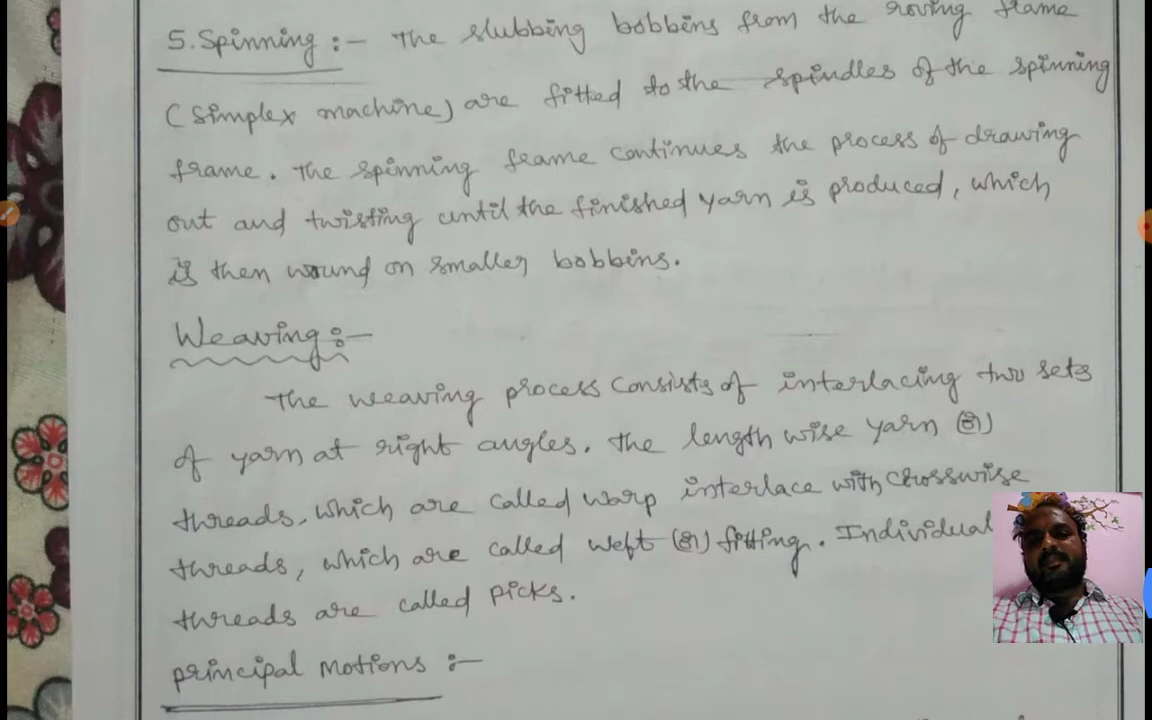 5. Spinning :- The slubbing bobbins from the roving frame
(simplex machine) are fitted to the spindles of the spinning
frame. The spinning frame continues the process of drawing
out and twisting until the finished yarn is produced, which
is then wound on smaller bobbins.
Weaving :-
The weaving process consists of interlacing two sets
of yarn at right angles. The length wise yarn (or)
threads, which are called warp interlace with crosswise
threads, which are called weft (or) fitting. Individual
threads are called picks.
principal Motions :-